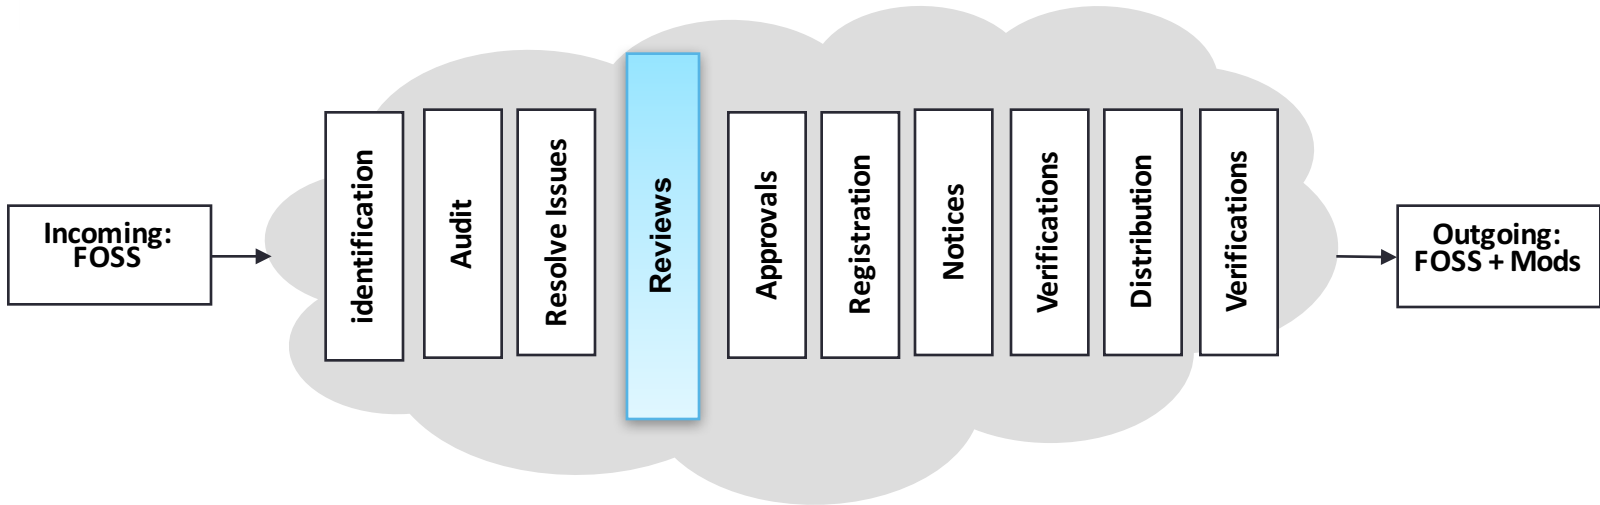 Incoming:
FOSS
identification
Audit
Resolve Issues
Reviews
Approvals
Registration
Notices
Verifications
Distribution
Verifications
Outgoing:
FOSS + Mods